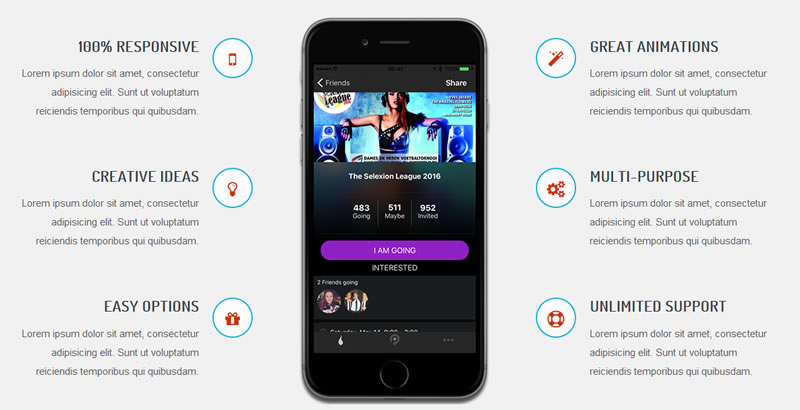 100% RESPONSIVE
Lorem ipsum dolor sit amet, consectetur
adipisicing elit. Sunt ut voluptatum
reiciendis temporibus qui quibusdam.
CREATIVE IDEAS
Lorem ipsum dolor sit amet, consectetur
adipisicing elit. Sunt ut voluptatum
reiciendis temporibus qui quibusdam.
EASY OPTIONS
Lorem ipsum dolor sit amet, consectetur
adipisicing elit. Sunt ut voluptatum
reiciendis temporibus qui quibusdam.
Friends
Share
League
DAMES EN HEREN VOETBALTORNOOI
The Selexion League 2016
483 511 952
Going Maybe Invited
I AM GOING
INTERESTED
2 Friends going
Saturday, May 14
GREAT ANIMATIONS
Lorem ipsum dolor sit amet, consectetur
adipisicing elit. Sunt ut voluptatum
reiciendis temporibus qui quibusdam.
MULTI-PURPOSE
Lorem ipsum dolor sit amet, consectetur
adipisicing elit. Sunt ut voluptatum
reiciendis temporibus qui quibusdam.
UNLIMITED SUPPORT
Lorem ipsum dolor sit amet, consectetur
adipisicing elit. Sunt ut voluptatum
reiciendis temporibus qui quibusdam.